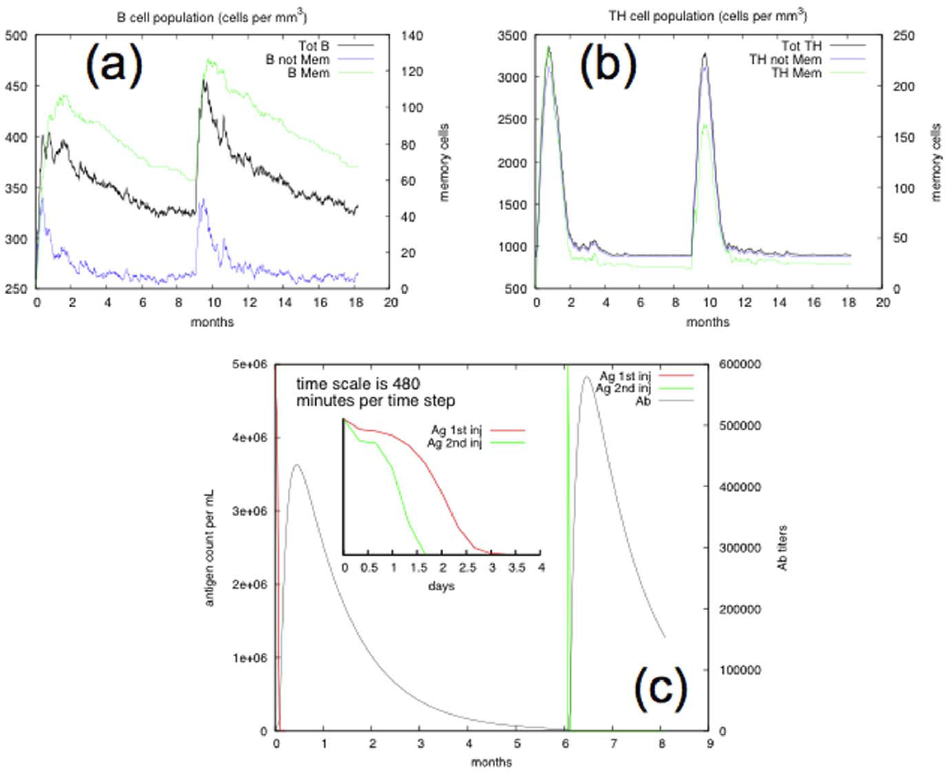 B cell population (cells per mm3)
(a)
Tot B
B not Mem
B Mem
500
450
400
350
300
250
140
120
100
80
60
40
20
0
memory cells
0 2 4 6 8 10 12 14 16 18 20
months
TH cell population (cells per mm3)
(b)
Tot TH
TH not Mem
TH Mem
3500
3000
2500
2000
1500
1000
500
250
200
150
100
50
0
memory cells
0 2 4 6 8 10 12 14 16 18 20
months
time scale is 480
minutes per time step
Ag 1st inj
Ag 2nd inj
0 0.5 1 1.5 2 2.5 3 3.5 4
days
Ag 1st inj
Ag 2nd inj
Ab
5e+06
4e+06
3e+06
2e+06
1e+06
0
antigen count per mL
600000
500000
400000
300000
200000
100000
0
Ab titers
(c)
0 1 2 3 4 5 6 7 8 9
months